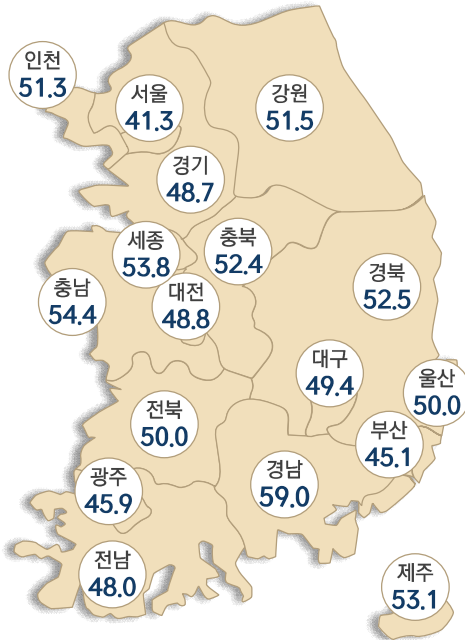 인천
51.3
서울
41.3
강원
51.5
경기
48.7
세종
53.8
충북
52.4
충남
54.4
대전
48.8
경북
52.5
대구
49.4
울산
50.0
전북
50.0
부산
45.1
광주
45.9
경남
59.0
전남
48.0
제주
53.1